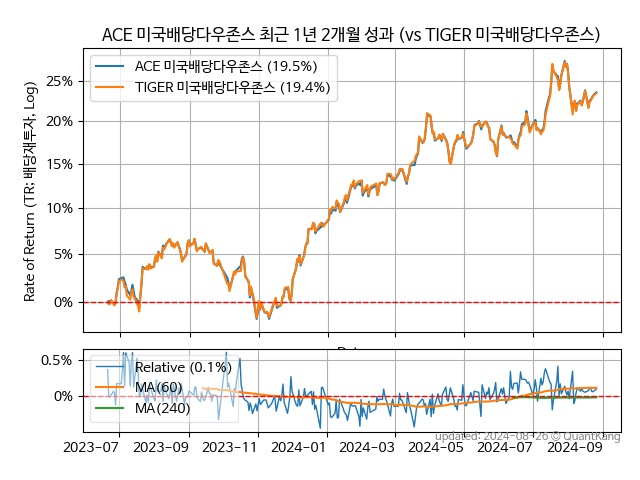 ACE 미국배당다우존스 최근 1년 2개월 성과 (vs TIGER 미국배당다우존스)
ACE 미국배당다우존스 (19.5%)
TIGER 미국배당다우존스 (19.4%)
Rate of Return (TR: 배당재투자, Log)
25%
20%
15%
10%
5%
0%
0.5%
0%
Relative (0.1%)
MA(60)
MA(240)
2023-07
2023-09
2023-11
2024-01
2024-03
2024-05
2024-07
2024-09
updated: 2024-08-26 © QuantKang